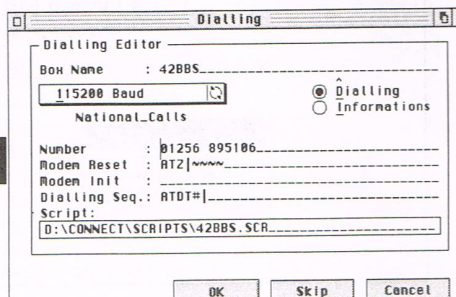 Dialling
Dialling Editor
Box Name : 42BBS
115200 Baud
Dialling
Informations
National_Calls
Number : 01256 895106
Modem Reset : ATZ|~~~~
Modem Init :
Dialling Seq.: ATDT#|
Script:
D:\CONNECT\SCRIPTS\42BBS.SCR
OK Skip Cancel